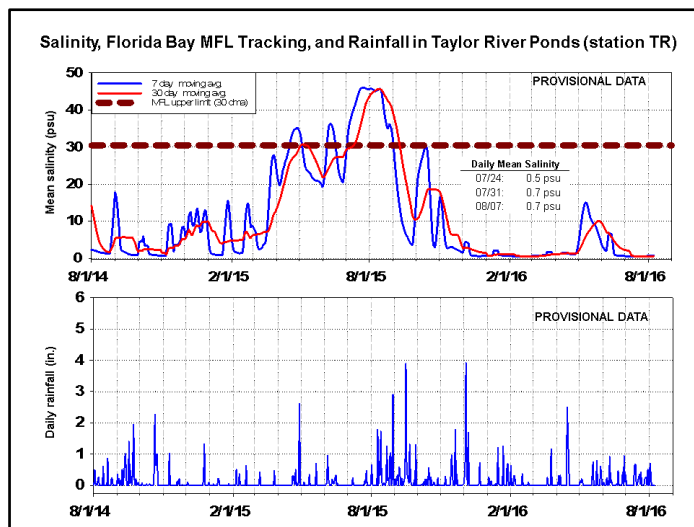 Salinity, Florida Bay MFL Tracking, and Rainfall in Taylor River Ponds (station TR)
PROVISIONAL DATA
7 day moving avg.
30 day moving avg.
MFL upper limit (30 dma)
Mean salinity (psu)
50
40
30
20
10
0
Daily Mean Salinity
07/24: 0.5 psu
07/31: 0.7 psu
08/07: 0.7 psu
8/1/14 2/1/15 8/1/15 2/1/16 8/1/16
PROVISIONAL DATA
Daily rainfall (in.)
6
5
4
3
2
1
0
8/1/14 2/1/15 8/1/15 2/1/16 8/1/16